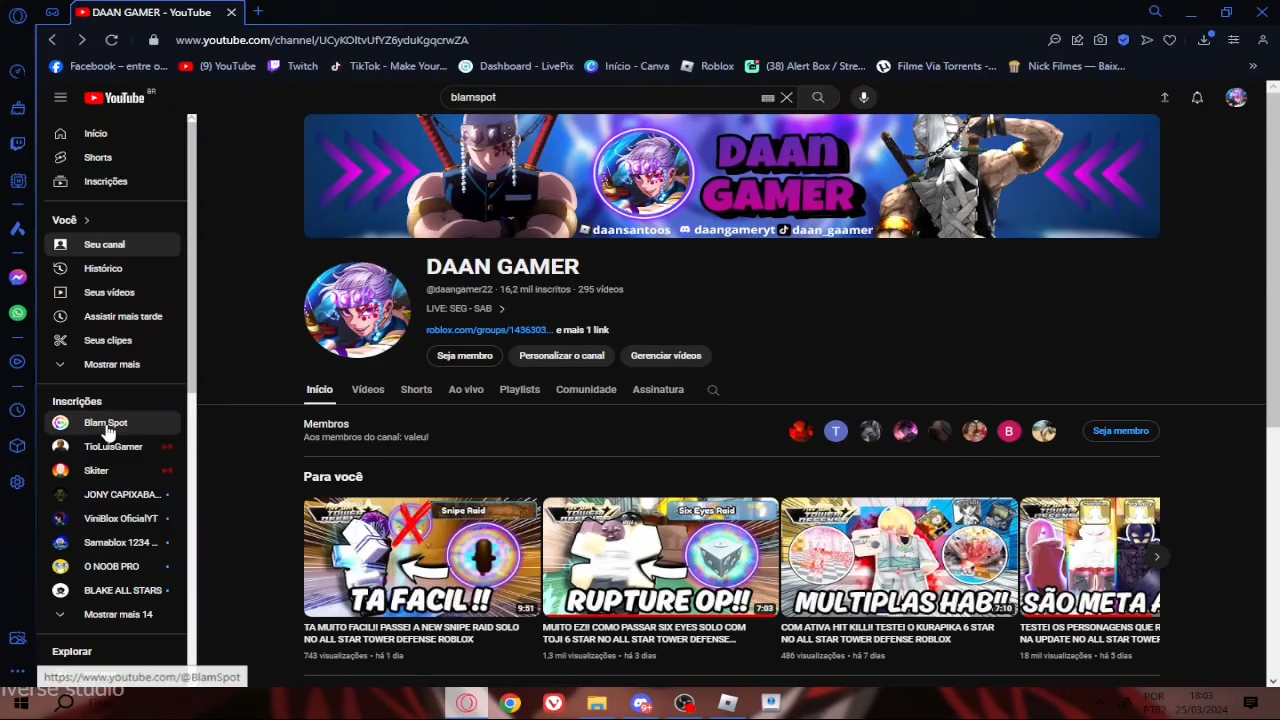 DAAN GAMER - YouTube
www.youtube.com/channel/UCyKOltvUfYZ6yduKgqcrwZA
Facebook – entre o...
(9) YouTube
Twitch
TikTok - Make Your...
Dashboard - LivePix
Início - Canva
Roblox
(38) Alert Box / Stre...
Filme Via Torrents -...
Nick Filmes — Baix...
YouTube BR
blamspot
Início
Shorts
Inscrições
Você
Seu canal
Histórico
Seus vídeos
Assistir mais tarde
Seus clipes
Mostrar mais
Inscrições
Blam Spot
TioLuisGamer
Skiter
JONY CAPIXABA...
ViniBlox OficialYT
Samablox 1234 ...
O NOOB PRO
BLAKE ALL STARS
Mostrar mais 14
Explorar
https://www.youtube.com/@BlamSpot
DAAN
GAMER
daansantoos
daangameryt
daan_gaamer
IGOR
DAAN GAMER
@daangamer22 · 16,2 mil inscritos · 295 vídeos
LIVE: SEG - SAB
roblox.com/groups/1436303... e mais 1 link
Seja membro
Personalizar o canal
Gerenciar vídeos
Início
Vídeos
Shorts
Ao vivo
Playlists
Comunidade
Assinatura
Membros
Aos membros do canal: valeu!
T
B
Seja membro
Para você
Snipe Raid
TA FACIL!!
9:51
Six Eyes Raid
RUPTURE OP!!
7:03
MULTIPLAS HAB!!
7:10
SÃO META A
TA MUITO FACIL!! PASSEI A NEW SNIPE RAID SOLO
NO ALL STAR TOWER DEFENSE ROBLOX
743 visualizações · há 1 dia
MUITO EZ!! COMO PASSAR SIX EYES SOLO COM
TOJI 6 STAR NO ALL STAR TOWER DEFENSE...
1,3 mil visualizações · há 3 dias
COM ATIVA HIT KILL!! TESTEI O KURAPIKA 6 STAR
NO ALL STAR TOWER DEFENSE ROBLOX
486 visualizações · há 7 dias
TESTEI OS PERSONAGENS QUE R
NA UPDATE NO ALL STAR TOWER
18 mil visualizações · há 5 dias
iverse studio
9+
POR
PTB2
18:03
25/03/2024